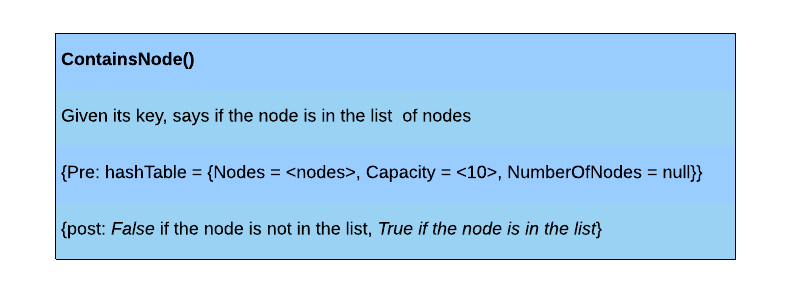 ContainsNode()
Given its key, says if the node is in the list  of nodes
{Pre: hashTable = {Nodes = <nodes>, Capacity = <10>, NumberOfNodes = null}}
{post: False if the node is not in the list, True if the node is in the list}